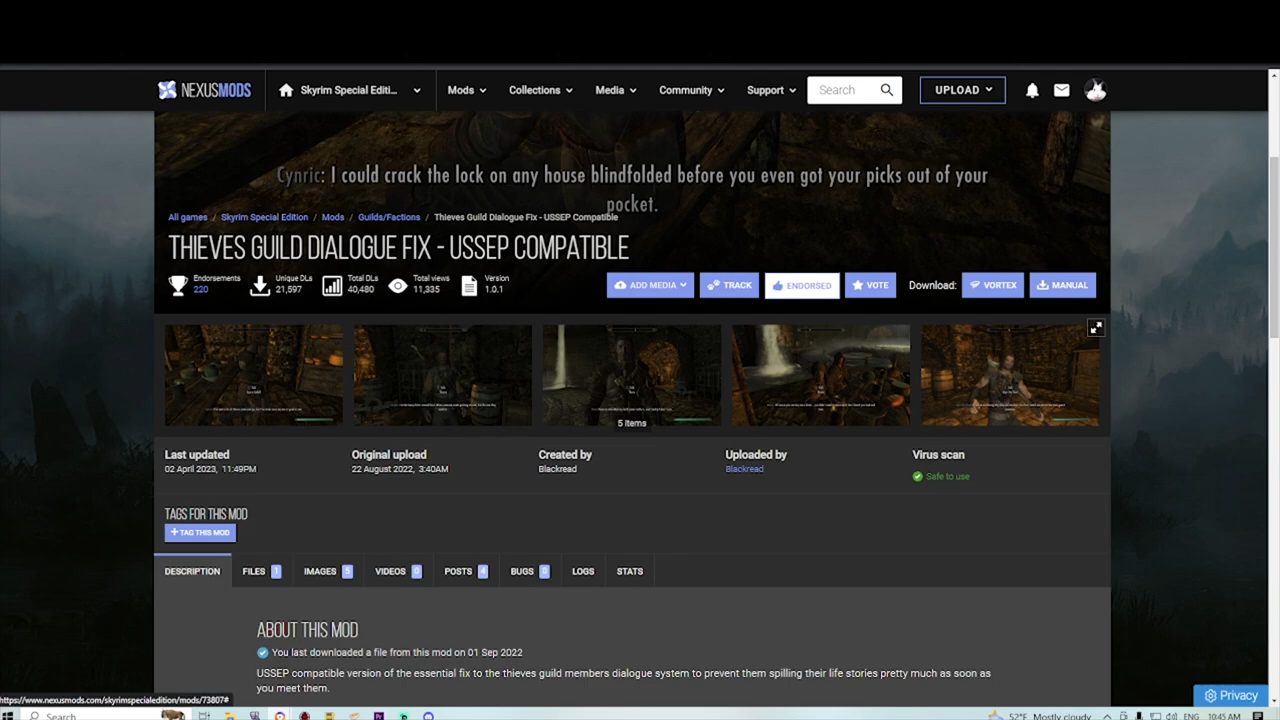 NEXUSMODS
Skyrim Special Editi...
Mods
Collections
Media
Community
Support
Search
UPLOAD
Cynric: I could crack the lock on any house blindfolded before you even got your picks out of your
pocket.
All games / Skyrim Special Edition / Mods / Guilds/Factions / Thieves Guild Dialogue Fix - USSEP Compatible
THIEVES GUILD DIALOGUE FIX - USSEP COMPATIBLE
Endorsements
220
Unique DLs
21,597
Total DLs
40,480
Total views
11,335
Version
1.0.1
ADD MEDIA
TRACK
ENDORSED
VOTE
Download:
VORTEX
MANUAL
5 items
Last updated
02 April 2023, 11:49PM
Original upload
22 August 2022, 3:40AM
Created by
Blackread
Uploaded by
Blackread
Virus scan
Safe to use
TAGS FOR THIS MOD
+ TAG THIS MOD
DESCRIPTION
FILES 1
IMAGES 5
VIDEOS 0
POSTS 4
BUGS 0
LOGS
STATS
ABOUT THIS MOD
You last downloaded a file from this mod on 01 Sep 2022
USSEP compatible version of the essential fix to the thieves guild members dialogue system to prevent them spilling their life stories pretty much as soon as
you meet them.
Privacy
https://www.nexusmods.com/skyrimspecialedition/mods/73807#
Search
52°F Mostly cloudy
ENG
10:45 AM